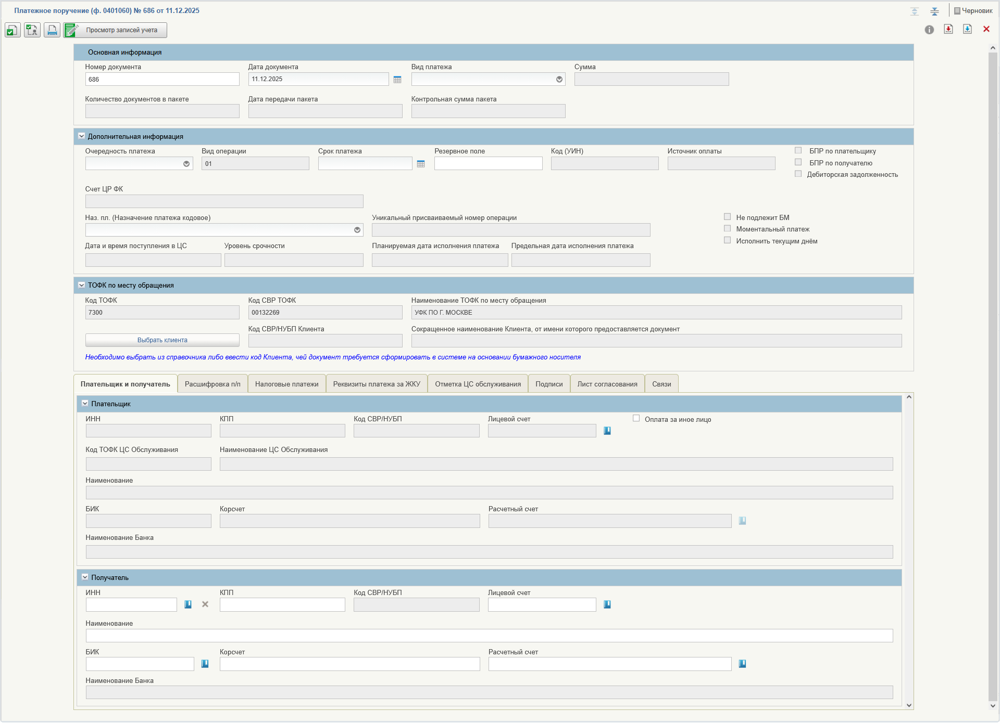 Платежное поручение (ф. 0401060) № 686 от 11.12.2025
Черновик
Просмотр записей учета
Основная информация
Номер документа Дата документа Вид платежа Сумма
686 11.12.2025
Количество документов в пакете Дата передачи пакета Контрольная сумма пакета
Дополнительная информация
Очередность платежа Вид операции Срок платежа Резервное поле Код (УИН) Источник оплаты БПР по плательщику
01 БПР по получателю
Дебиторская задолженность
Счет ЦР ФК
Наз. пл. (Назначение платежа кодовое) Уникальный присваиваемый номер операции Не подлежит БМ
Моментальный платеж
Исполнить текущим днём
Дата и время поступления в ЦС Уровень срочности Планируемая дата исполнения платежа Предельная дата исполнения платежа
ТОФК по месту обращения
Код ТОФК Код СВР ТОФК Наименование ТОФК по месту обращения
7300 00132269 УФК ПО Г. МОСКВЕ
Код СВР/НУБП Клиента Сокращенное наименование Клиента, от имени которого предоставляется документ
Выбрать клиента
Необходимо выбрать из справочника либо ввести код Клиента, чей документ требуется сформировать в системе на основании бумажного носителя
Плательщик и получатель Расшифровка п/п Налоговые платежи Реквизиты платежа за ЖКУ Отметка ЦС обслуживания Подписи Лист согласования Связи
Плательщик
ИНН КПП Код СВР/НУБП Лицевой счет Оплата за иное лицо
Код ТОФК ЦС Обслуживания Наименование ЦС Обслуживания
Наименование
БИК Корсчет Расчетный счет
Наименование Банка
Получатель
ИНН КПП Код СВР/НУБП Лицевой счет
Наименование
БИК Корсчет Расчетный счет
Наименование Банка